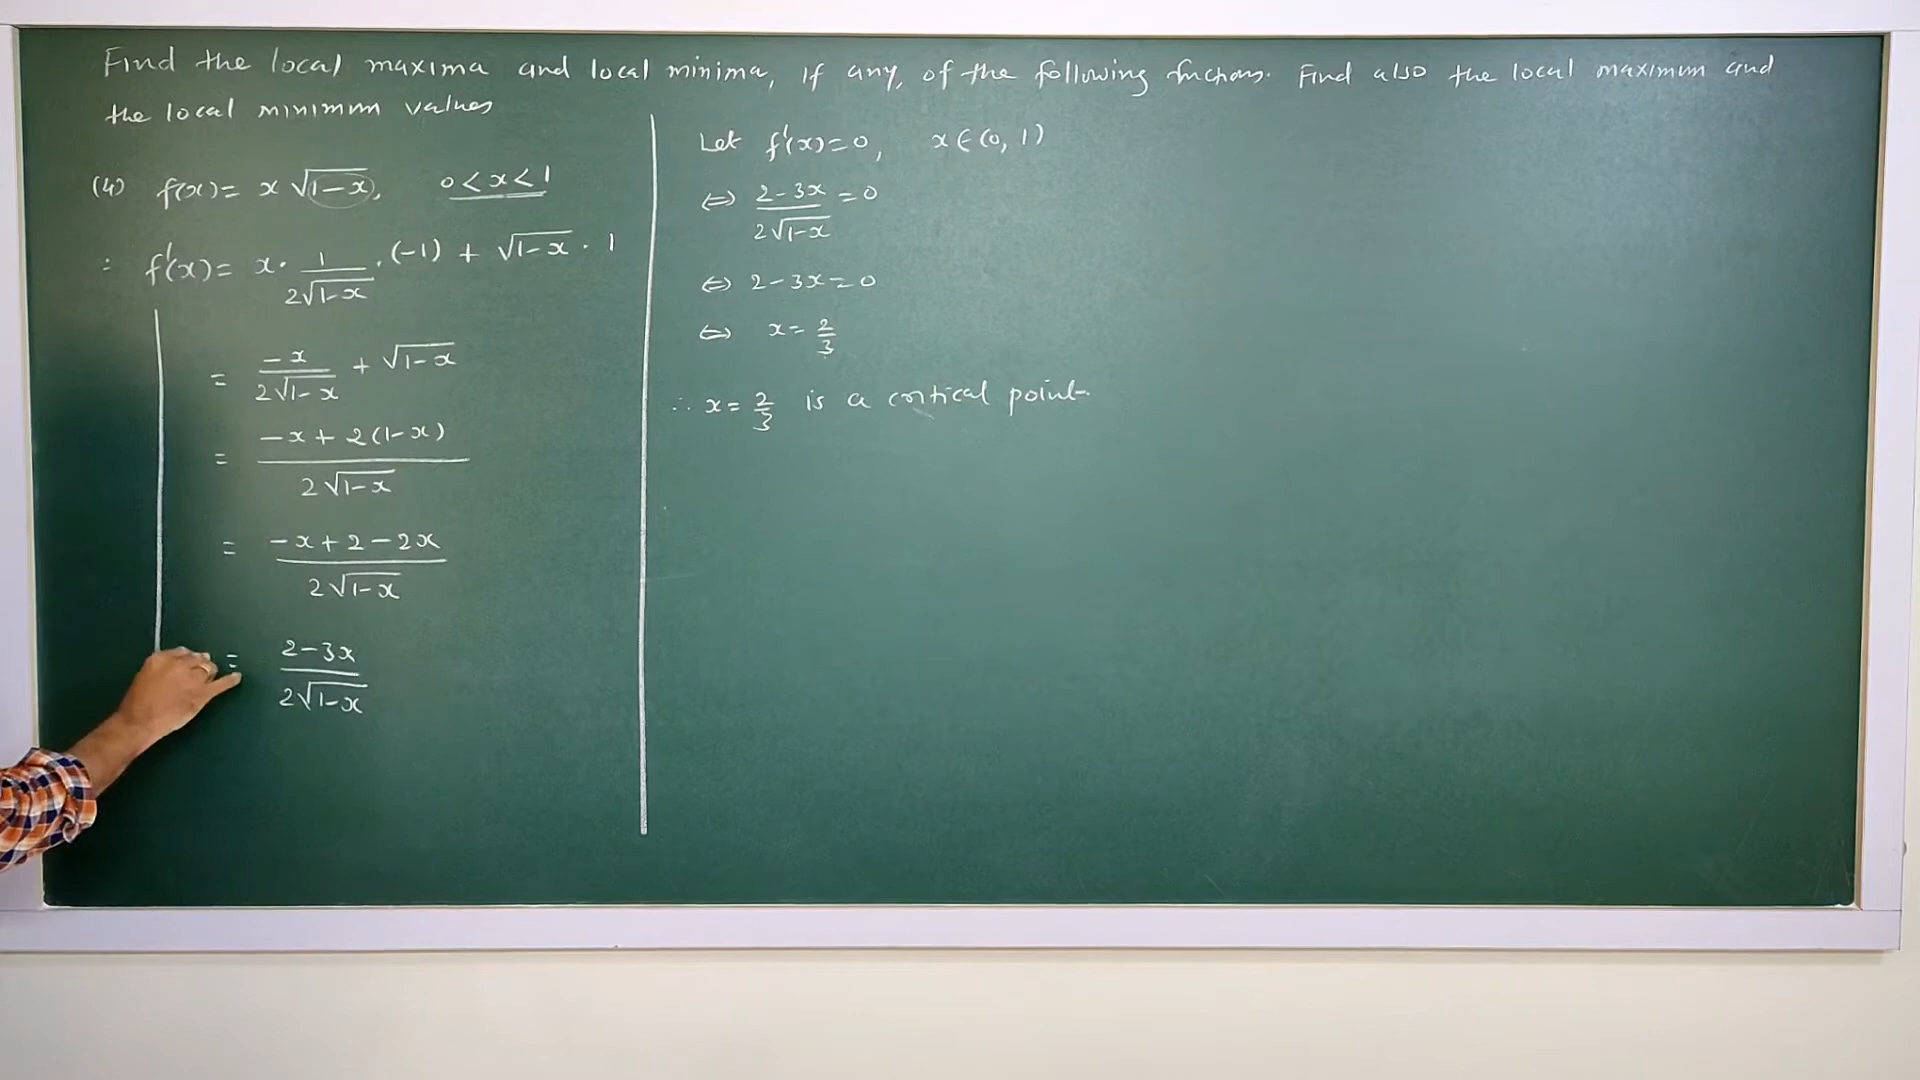 Find the local maxima and local minima, if any, of the following functions. Find also the local maximum and
the local minimum values
(4) f(x) = x √(1-x), 0 < x < 1
: f'(x) = x · 1/(2√(1-x)) · (-1) + √(1-x) · 1
= -x/(2√(1-x)) + √(1-x)
= (-x + 2(1-x))/(2√(1-x))
= (-x + 2 - 2x)/(2√(1-x))
= (2-3x)/(2√(1-x))
Let f'(x) = 0, x ∈ (0, 1)
⇔ (2-3x)/(2√(1-x)) = 0
⇔ 2-3x = 0
⇔ x = 2/3
∴ x = 2/3 is a critical point.